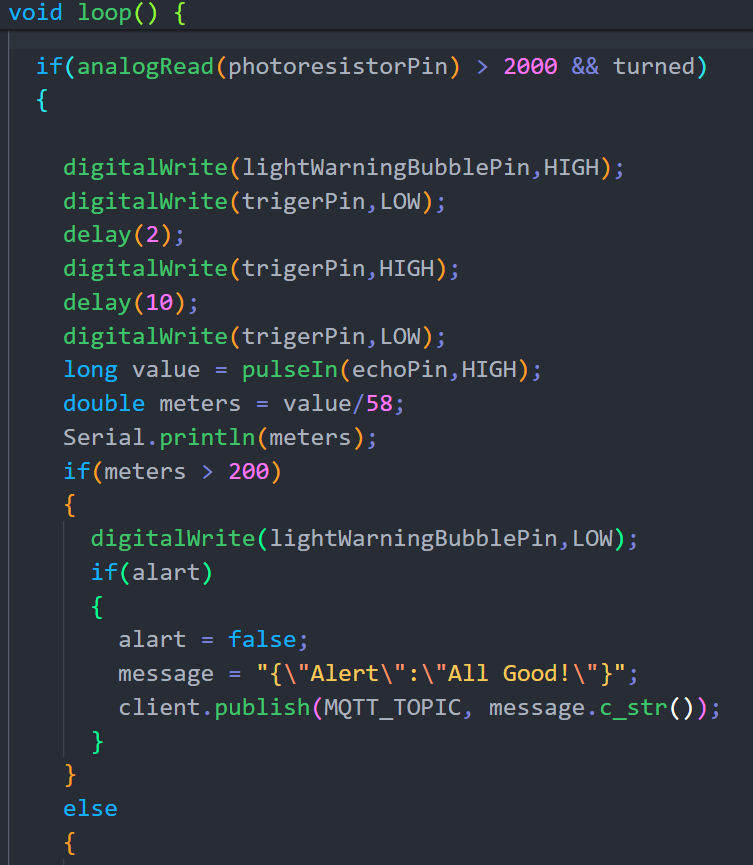 void loop() {
if(analogRead(photoresistorPin) > 2000 && turned)
{
digitalWrite(lightWarningBubblePin,HIGH);
digitalWrite(trigerPin,LOW);
delay(2);
digitalWrite(trigerPin,HIGH);
delay(10);
digitalWrite(trigerPin,LOW);
long value = pulseIn(echoPin,HIGH);
double meters = value/58;
Serial.println(meters);
if(meters > 200)
{
digitalWrite(lightWarningBubblePin,LOW);
if(alart)
{
alart = false;
message = "{\"Alert\":\"All Good!\"}";
client.publish(MQTT_TOPIC, message.c_str());
}
}
else
{